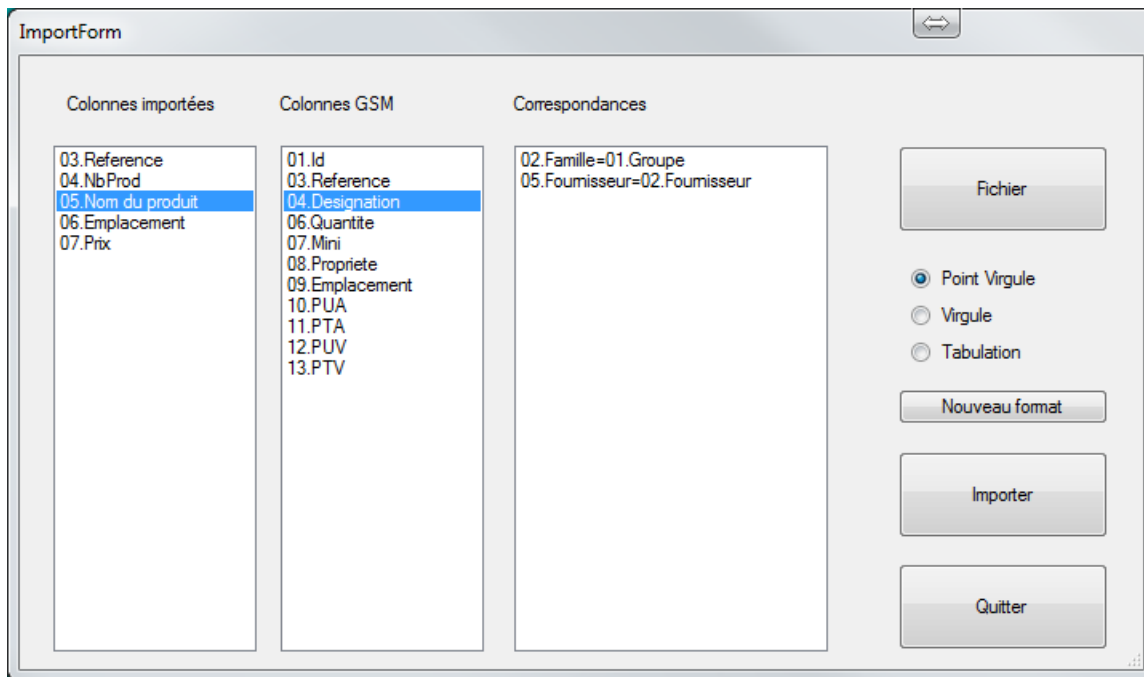 ImportForm
Colonnes importées
Colonnes GSM
Correspondances
03.Reference
04.NbProd
05.Nom du produit
06.Emplacement
07.Prix
01.Id
03.Reference
04.Designation
06.Quantite
07.Mini
08.Propriete
09.Emplacement
10.PUA
11.PTA
12.PUV
13.PTV
02.Famille=01.Groupe
05.Fournisseur=02.Fournisseur
Fichier
Point Virgule
Virgule
Tabulation
Nouveau format
Importer
Quitter